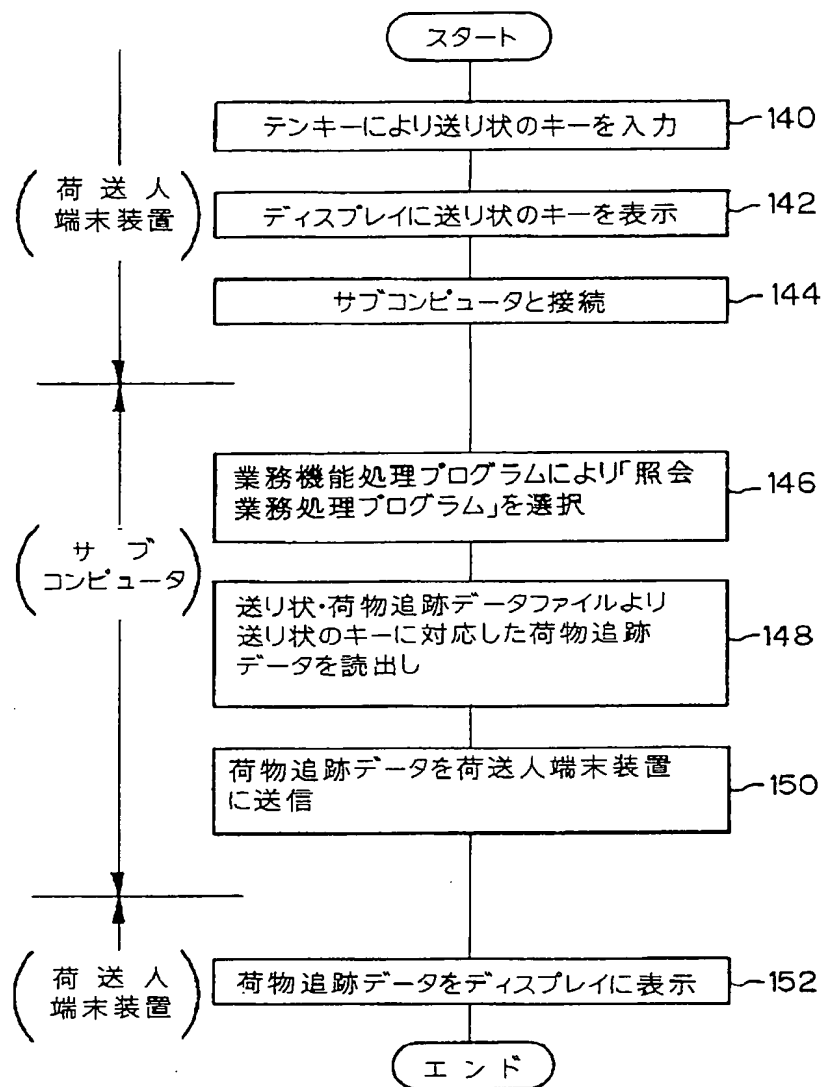 スタート
テンキーにより送り状のキーを入力
140
荷送人
端末装置
ディスプレイに送り状のキーを表示
142
サブコンピュータと接続
144
業務機能処理プログラムにより「照会
業務処理プログラム」を選択
146
サブ
コンピュータ
送り状・荷物追跡データファイルより
送り状のキーに対応した荷物追跡
データを読出し
148
荷物追跡データを荷送人端末装置
に送信
150
荷送人
端末装置
荷物追跡データをディスプレイに表示
152
エンド